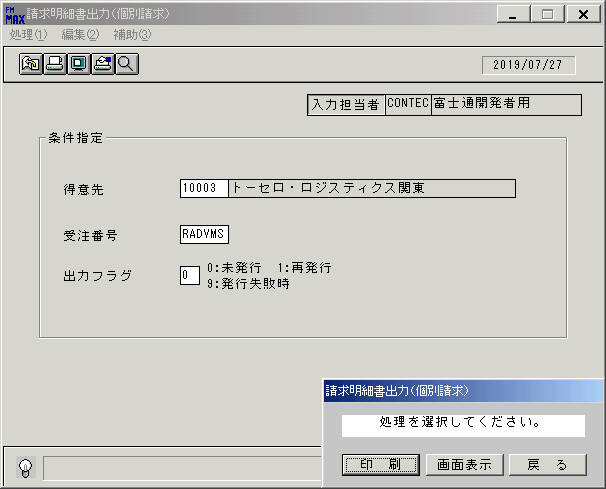 FM MAX 請求明細書出力(個別請求)
処理(1) 編集(2) 補助(3)
2019/07/27
入力担当者 CONTEC 富士通開発者用
条件指定
得意先 10003 トーセロ・ロジスティクス関東
受注番号 RADVMS
出力フラグ 0 0:未発行 1:再発行
9:発行失敗時
請求明細書出力(個別請求)
処理を選択してください。
印 刷 画面表示 戻 る